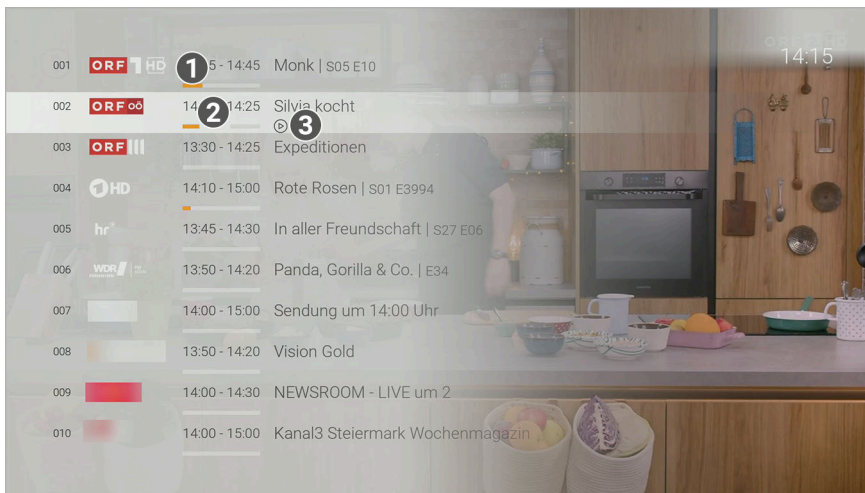 14:15
001 ORF 1 HD 1 5 - 14:45 Monk | S05 E10
002 ORF OÖ 14 2 14:25 Silvia kocht
3
003 ORF III 13:30 - 14:25 Expeditionen
004 1 HD 14:10 - 15:00 Rote Rosen | S01 E3994
005 hr 13:45 - 14:30 In aller Freundschaft | S27 E06
006 WDR 13:50 - 14:20 Panda, Gorilla & Co. | E34
007 14:00 - 15:00 Sendung um 14:00 Uhr
008 13:50 - 14:20 Vision Gold
009 14:00 - 14:30 NEWSROOM - LIVE um 2
010 14:00 - 15:00 Kanal3 Steiermark Wochenmagazin